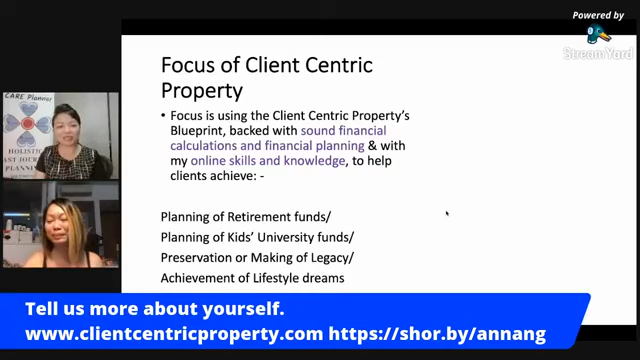 Powered by
StreamYard
CARE Planner
HOLISTIC
PLANNING
Focus of Client Centric
Property
• Focus is using the Client Centric Property's
Blueprint, backed with sound financial
calculations and financial planning & with
my online skills and knowledge, to help
clients achieve: -
Planning of Retirement funds/
Planning of Kids' University funds/
Preservation or Making of Legacy/
Achievement of Lifestyle dreams
Tell us more about yourself.
www.clientcentricproperty.com https://shor.by/annang